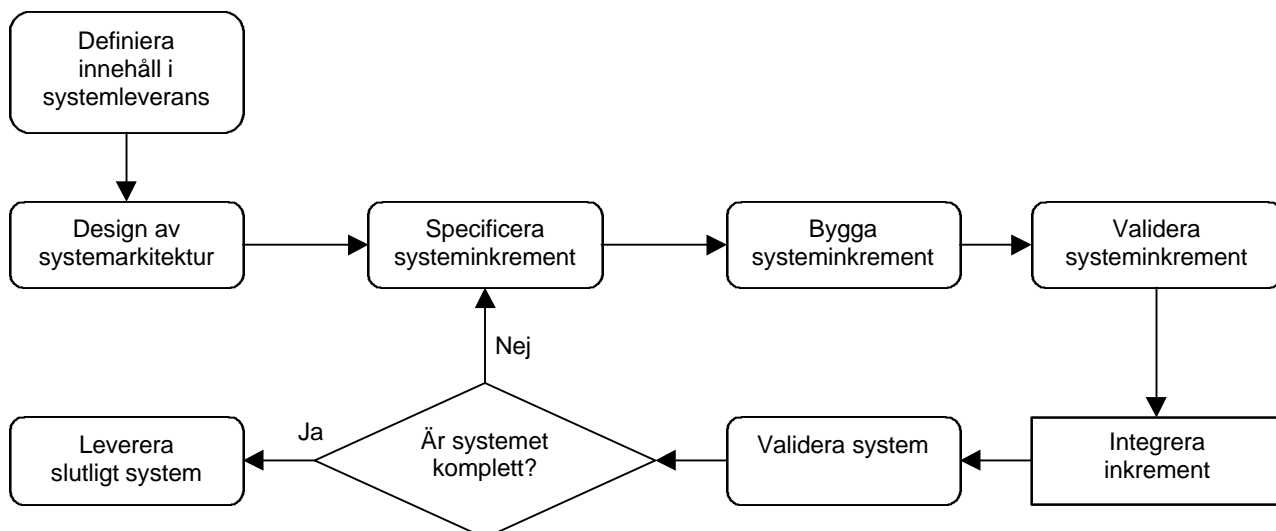 Definiera
innehåll i
systemleverans
Design av
systemarkitektur
Specificera
systeminkrement
Bygga
systeminkrement
Validera
systeminkrement
Nej
Ja
Leverera
slutligt system
Är systemet
komplett?
Validera system
Integrera
inkrement